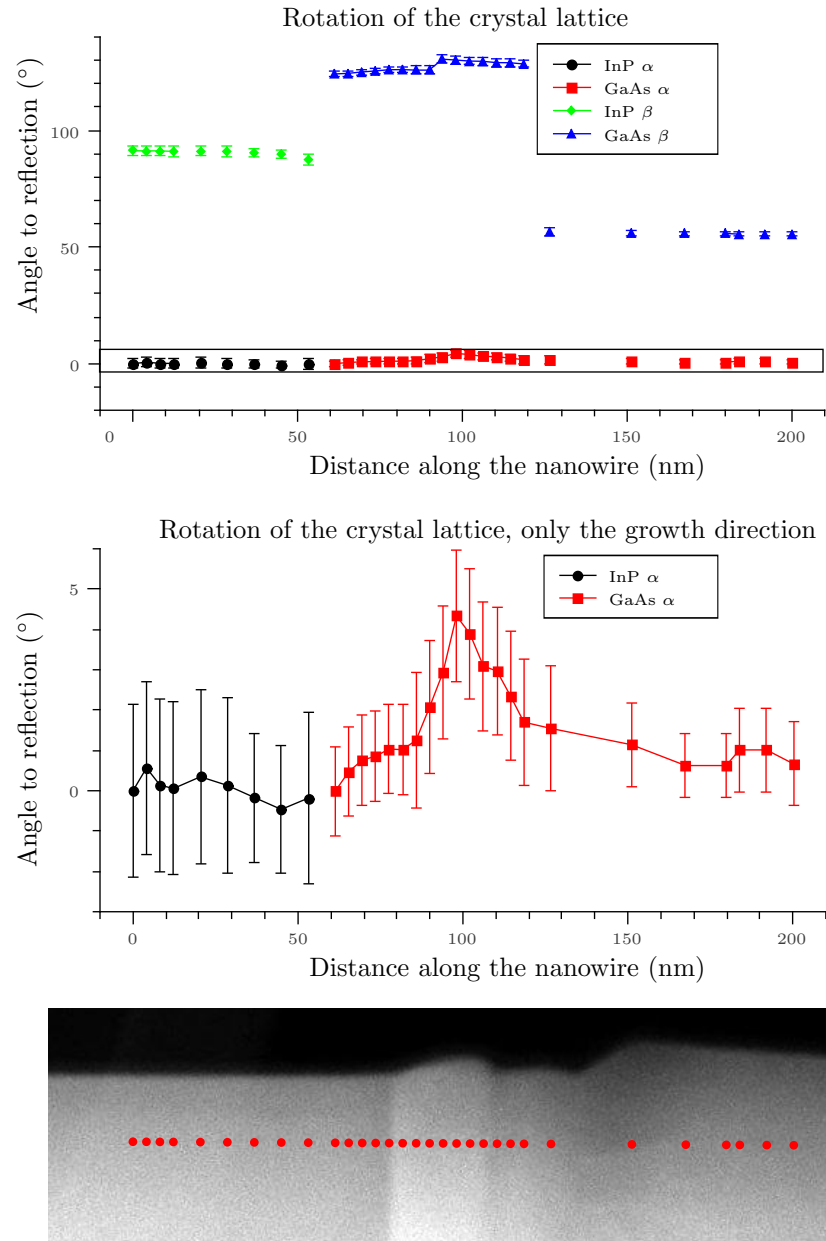 Rotation of the crystal lattice
Angle to reflection (°)
100
50
0
InP α
GaAs α
InP β
GaAs β
0 50 100 150 200
Distance along the nanowire (nm)
Rotation of the crystal lattice, only the growth direction
Angle to reflection (°)
5
0
InP α
GaAs α
0 50 100 150 200
Distance along the nanowire (nm)